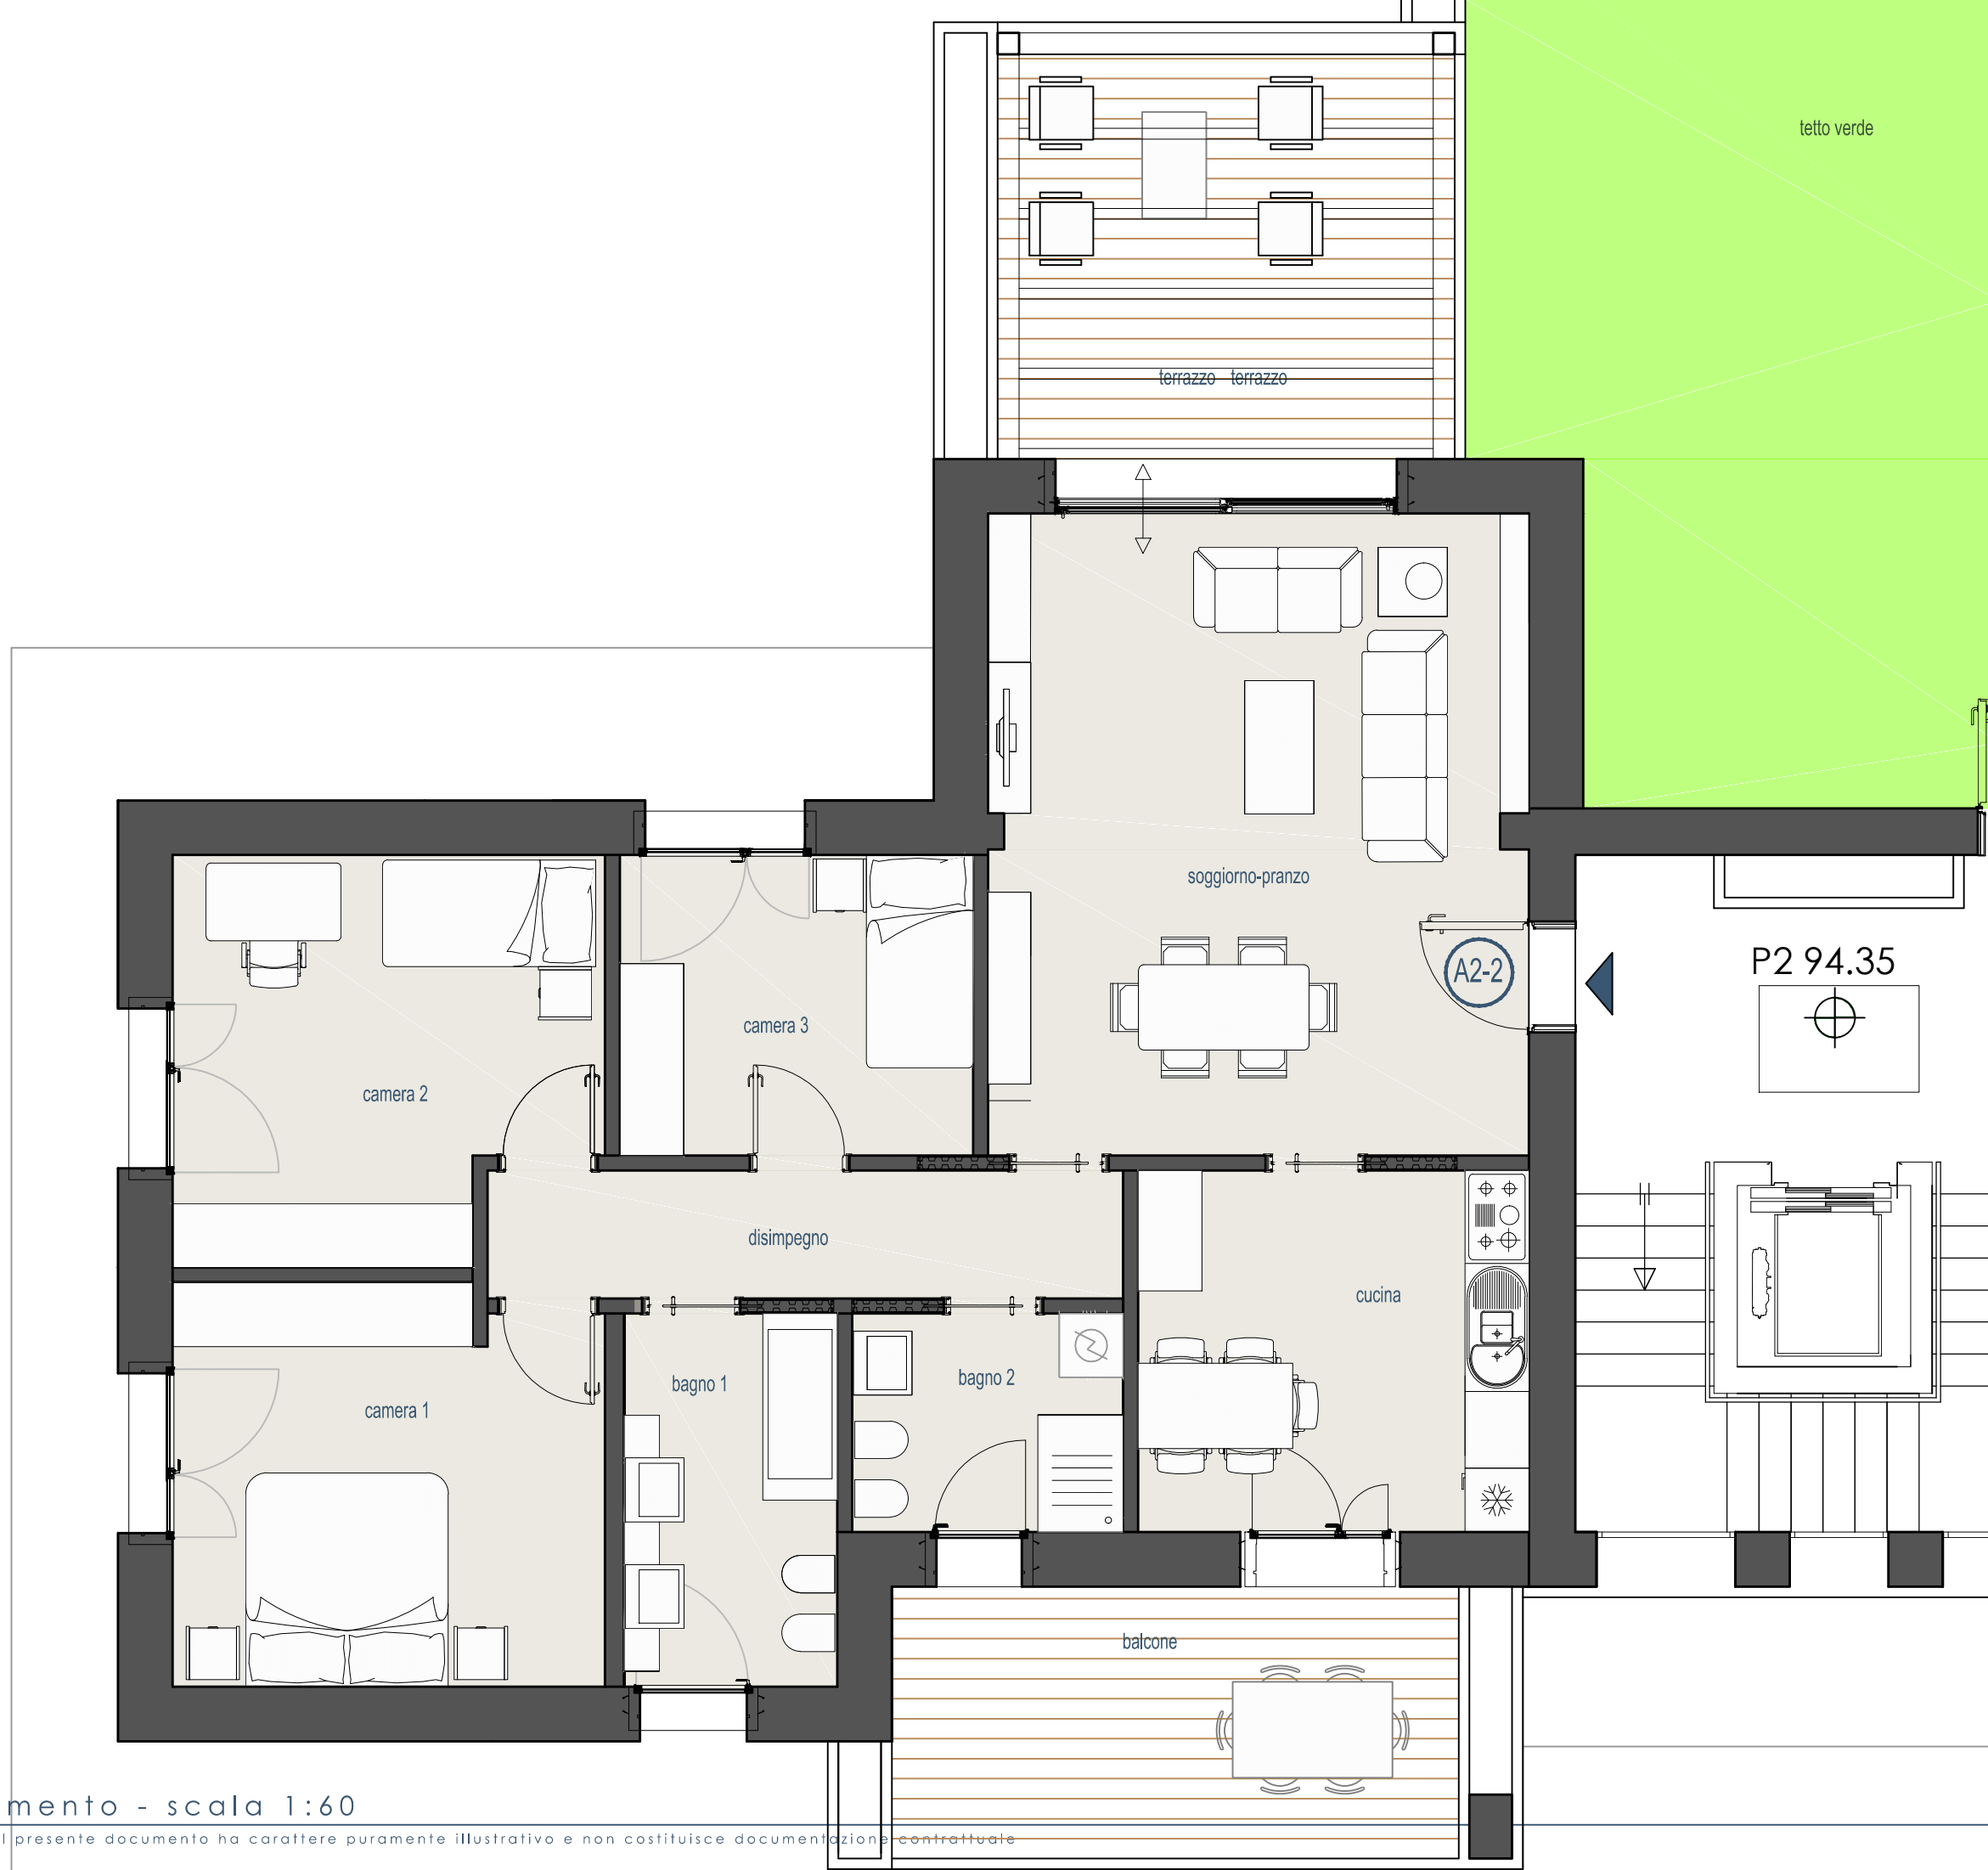 tetto verde
terrazzo terrazzo
soggiorno-pranzo
P2 94.35
A2-2
camera 3
camera 2
disimpegno
cucina
bagno 2
bagno 1
camera 1
balcone
mento - scala 1:60
l presente documento ha carattere puramente illustrativo e non costituisce documentazione contrattuale